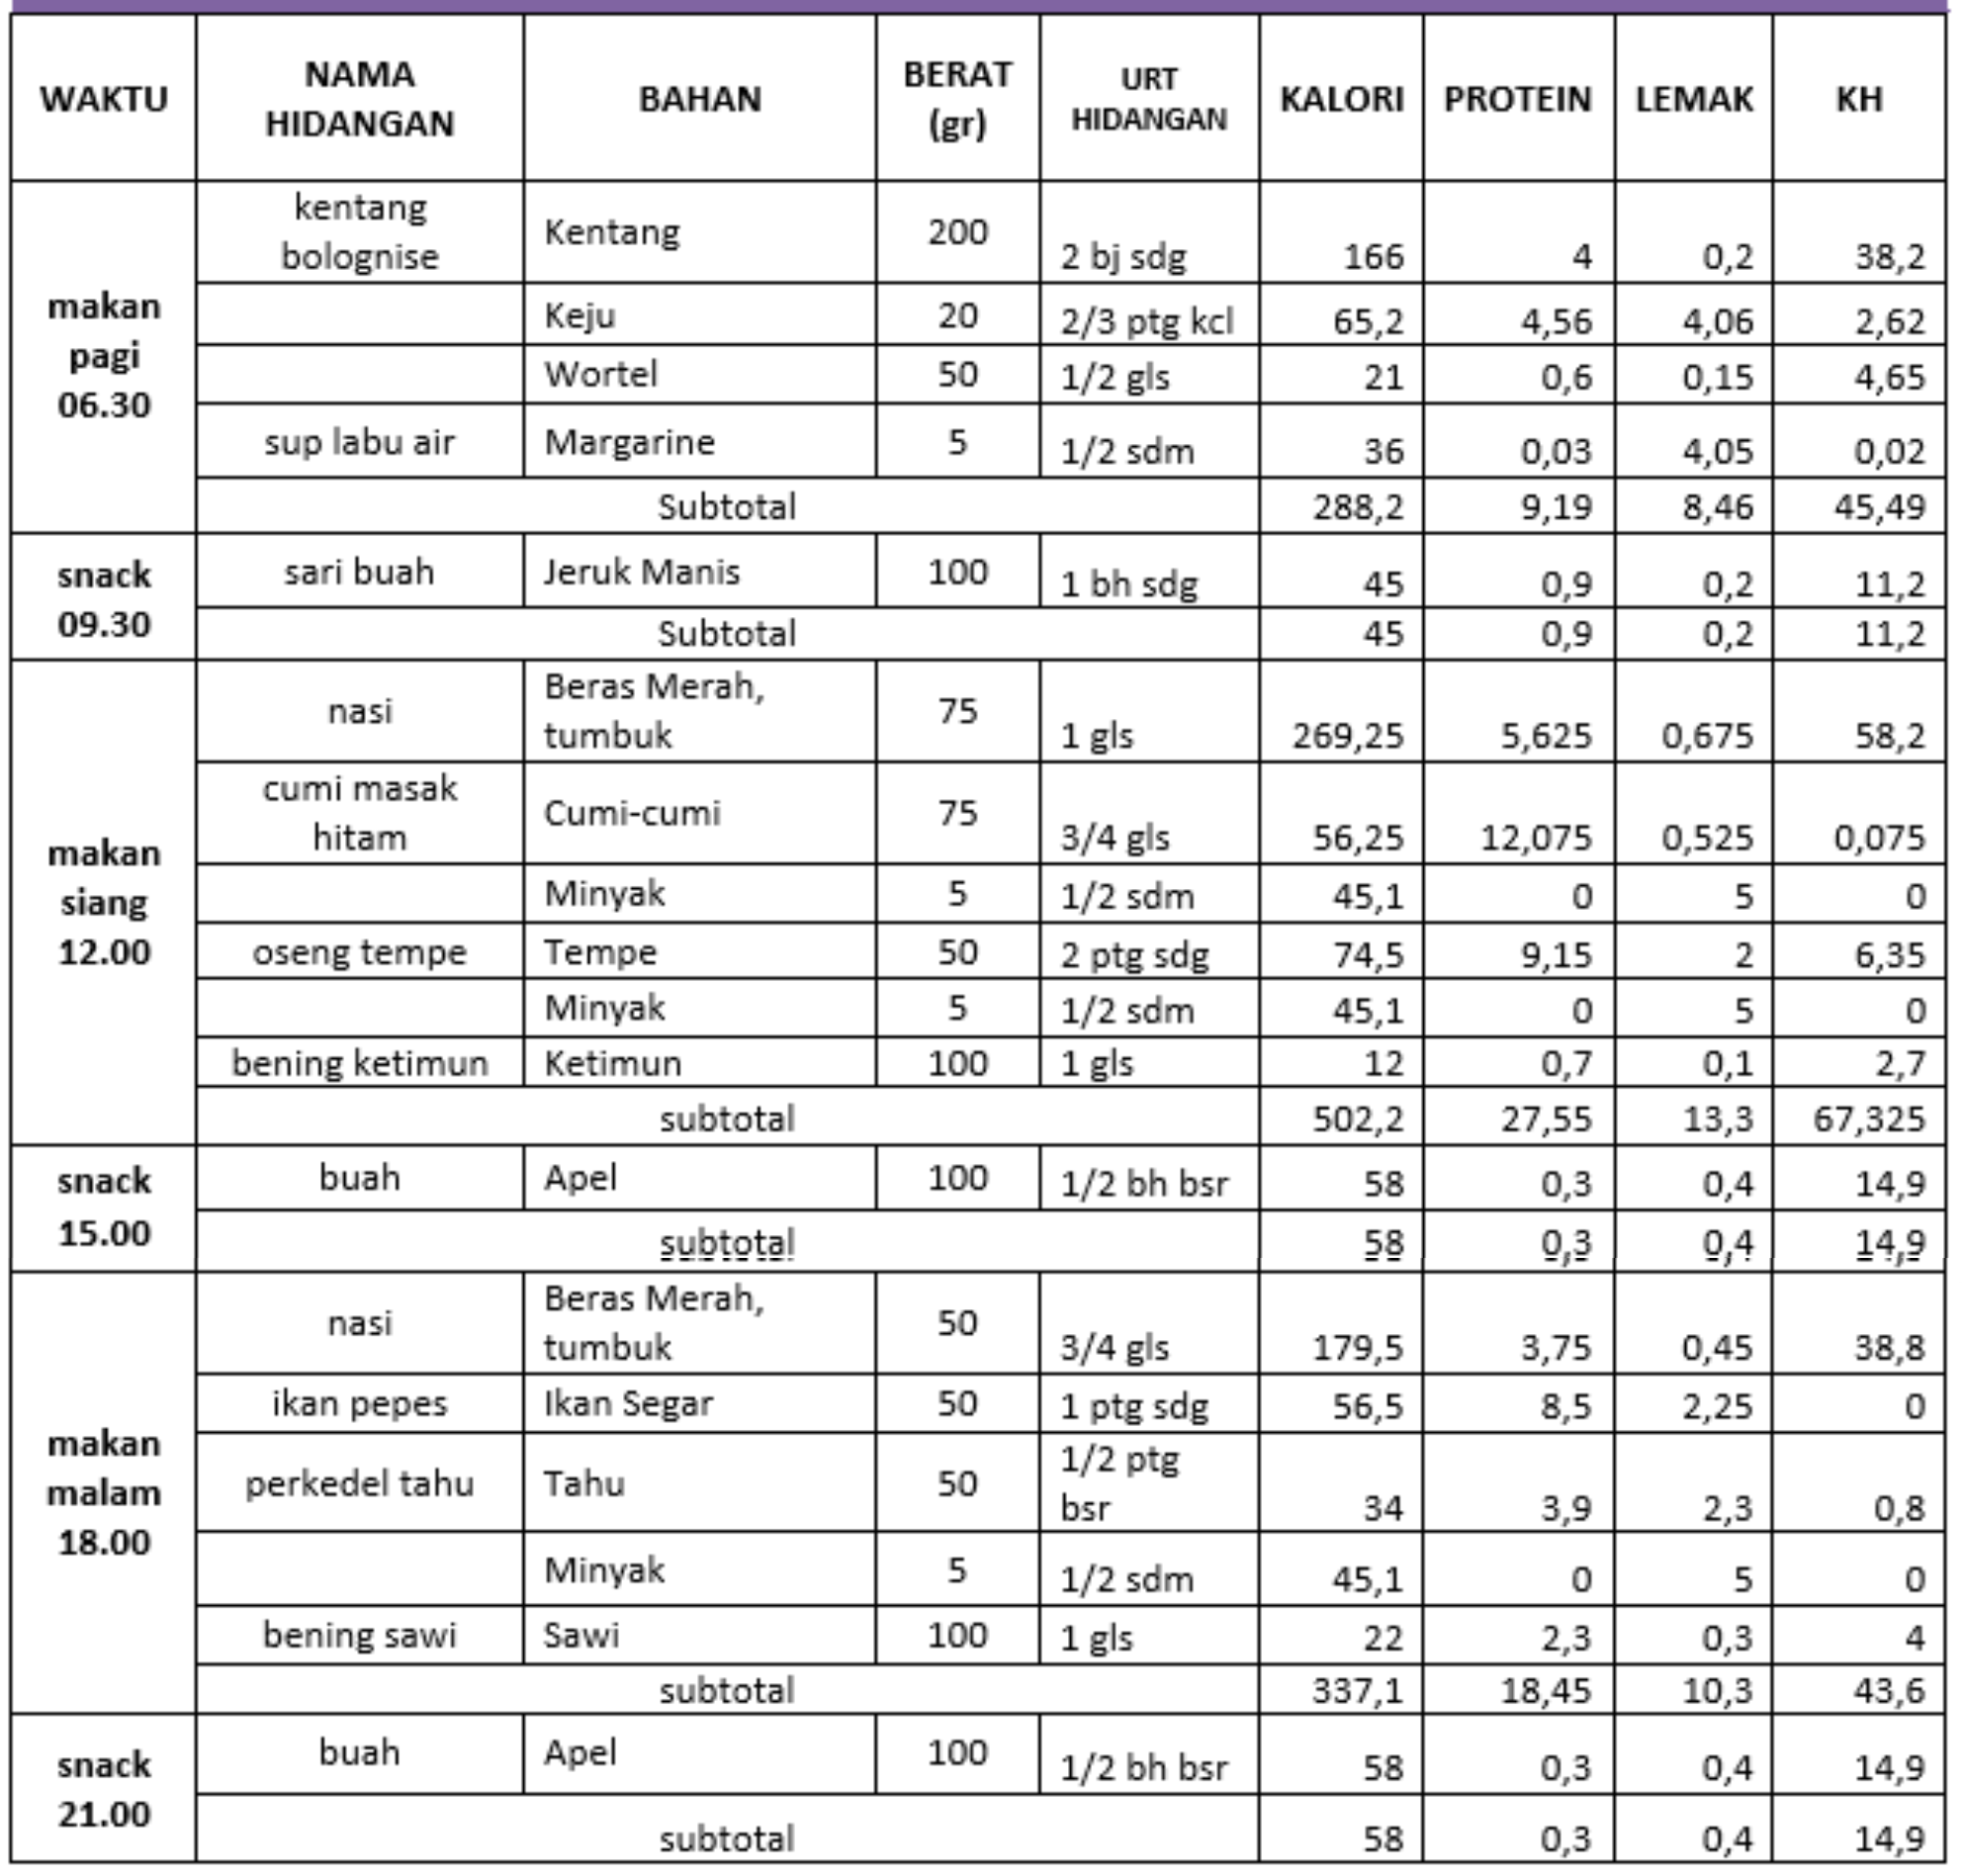 WAKTU NAMA HIDANGAN BAHAN BERAT (gr) URT HIDANGAN KALORI PROTEIN LEMAK KH
makan pagi 06.30
kentang bolognise Kentang 200 2 bj sdg 166 4 0,2 38,2
Keju 20 2/3 ptg kcl 65,2 4,56 4,06 2,62
Wortel 50 1/2 gls 21 0,6 0,15 4,65
sup labu air Margarine 5 1/2 sdm 36 0,03 4,05 0,02
Subtotal 288,2 9,19 8,46 45,49
snack 09.30
sari buah Jeruk Manis 100 1 bh sdg 45 0,9 0,2 11,2
Subtotal 45 0,9 0,2 11,2
makan siang 12.00
nasi Beras Merah, tumbuk 75 1 gls 269,25 5,625 0,675 58,2
cumi masak hitam Cumi-cumi 75 3/4 gls 56,25 12,075 0,525 0,075
Minyak 5 1/2 sdm 45,1 0 5 0
oseng tempe Tempe 50 2 ptg sdg 74,5 9,15 2 6,35
Minyak 5 1/2 sdm 45,1 0 5 0
bening ketimun Ketimun 100 1 gls 12 0,7 0,1 2,7
subtotal 502,2 27,55 13,3 67,325
snack 15.00
buah Apel 100 1/2 bh bsr 58 0,3 0,4 14,9
subtotal 58 0,3 0,4 14,9
makan malam 18.00
nasi Beras Merah, tumbuk 50 3/4 gls 179,5 3,75 0,45 38,8
ikan pepes Ikan Segar 50 1 ptg sdg 56,5 8,5 2,25 0
perkedel tahu Tahu 50 1/2 ptg bsr 34 3,9 2,3 0,8
Minyak 5 1/2 sdm 45,1 0 5 0
bening sawi Sawi 100 1 gls 22 2,3 0,3 4
subtotal 337,1 18,45 10,3 43,6
snack 21.00
buah Apel 100 1/2 bh bsr 58 0,3 0,4 14,9
subtotal 58 0,3 0,4 14,9